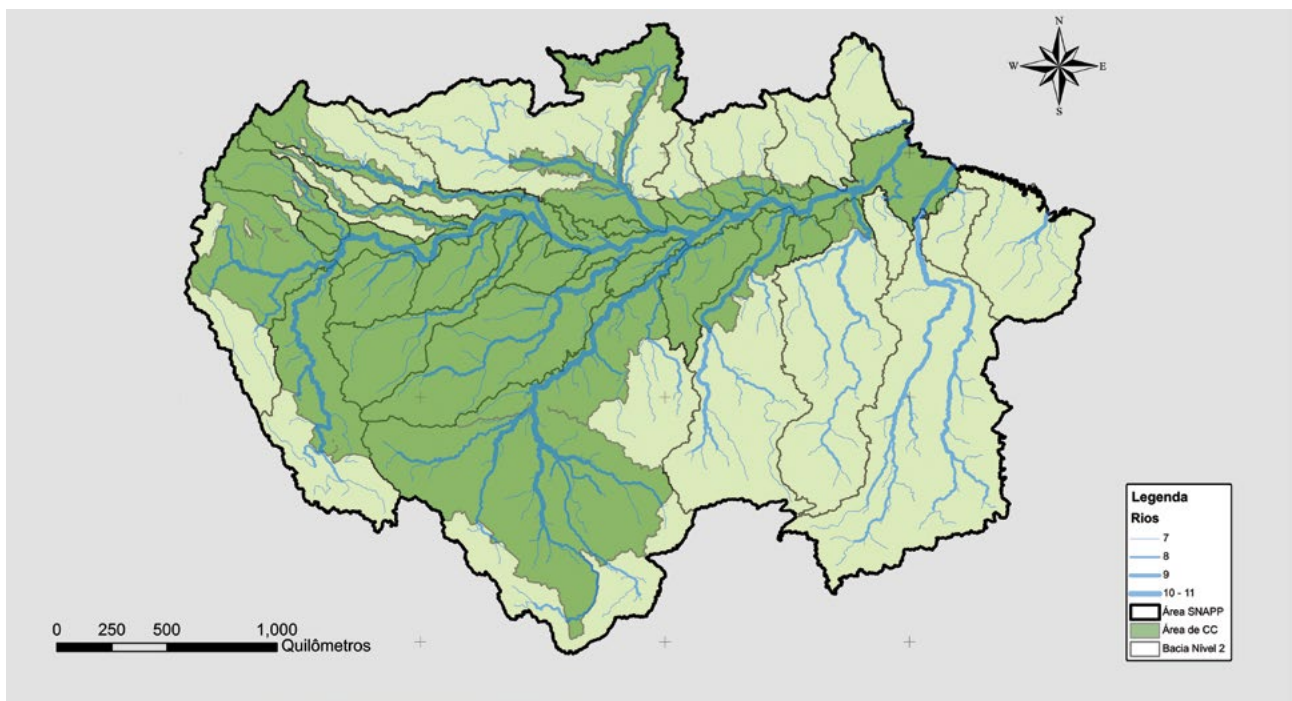 N
W E
S
0 250 500 1,000
Quilômetros
Legenda
Rios
7
8
9
10 - 11
Área SNAPP
Área de CC
Bacia Nível 2